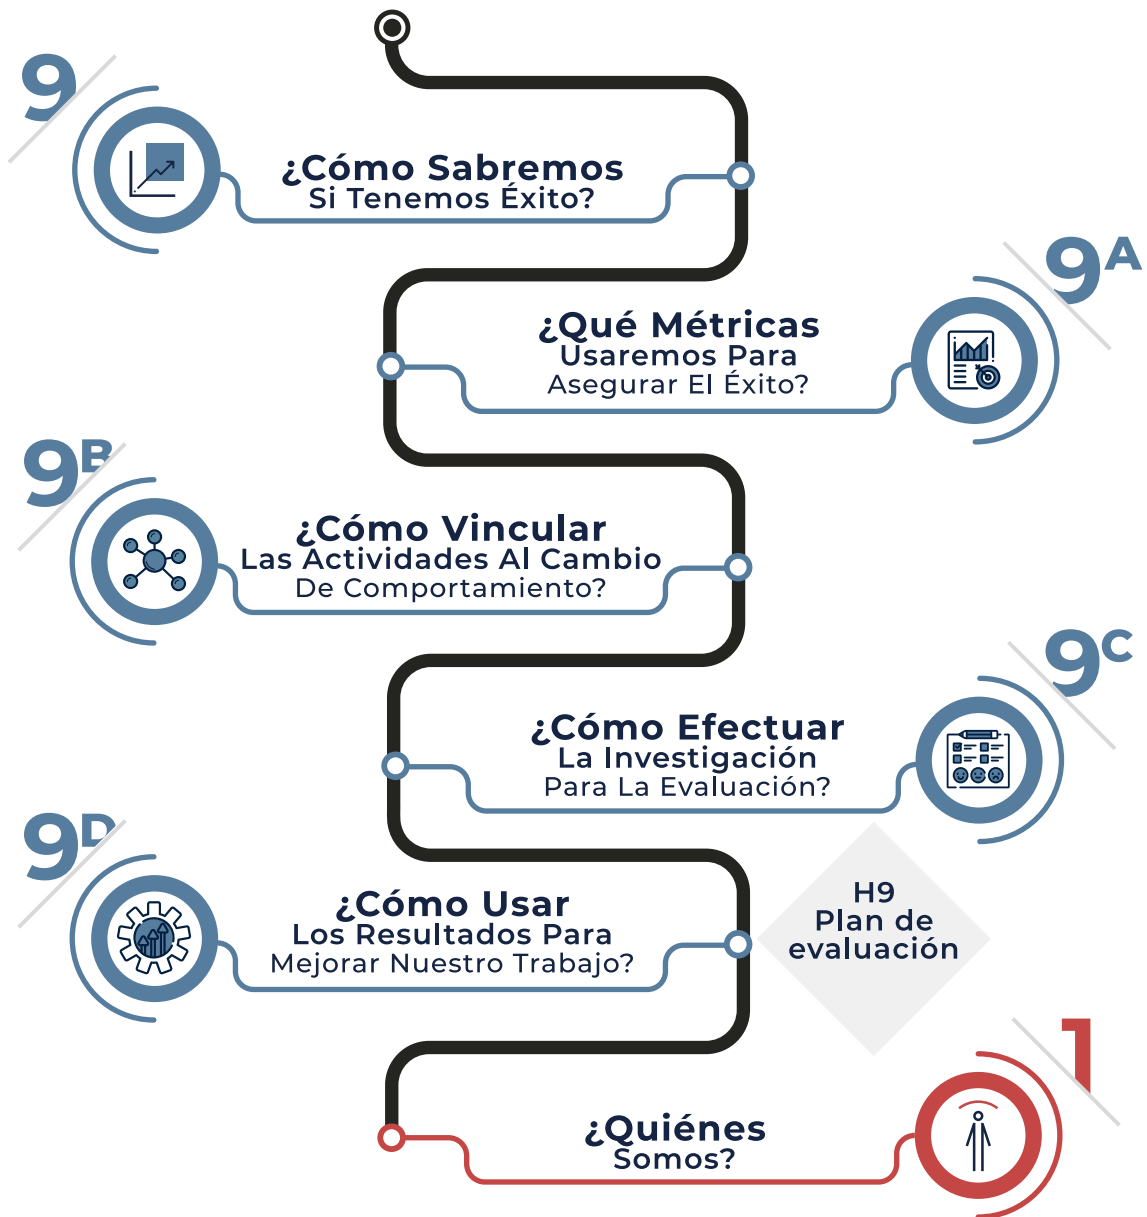 9
¿Cómo Sabremos
Si Tenemos Éxito?
9A
¿Qué Métricas
Usaremos Para
Asegurar El Éxito?
9B
¿Cómo Vincular
Las Actividades Al Cambio
De Comportamiento?
9C
¿Cómo Efectuar
La Investigación
Para La Evaluación?
9D
¿Cómo Usar
Los Resultados Para
Mejorar Nuestro Trabajo?
H9
Plan de
evaluación
1
¿Quiénes
Somos?